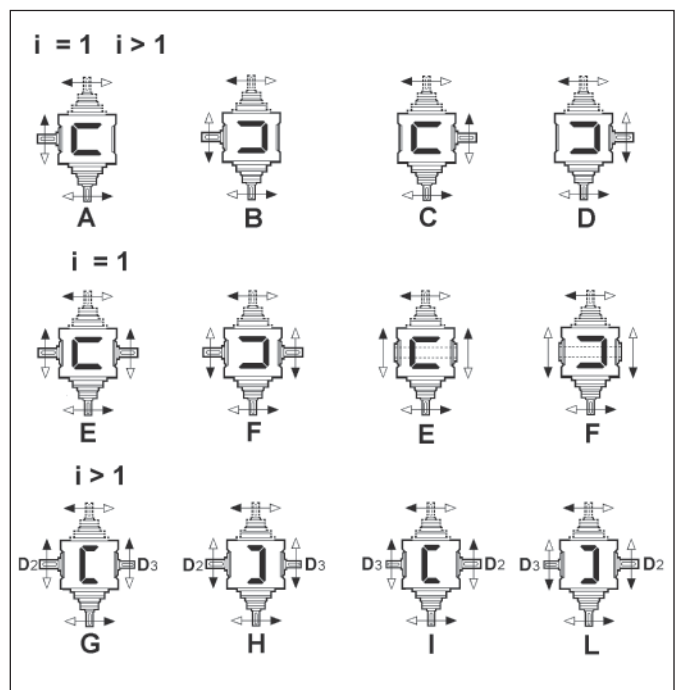 i = 1 i > 1
A B C D
i = 1
E F E F
i > 1
D2 D3 D2 D3 D3 D2 D3 D2
G H I L